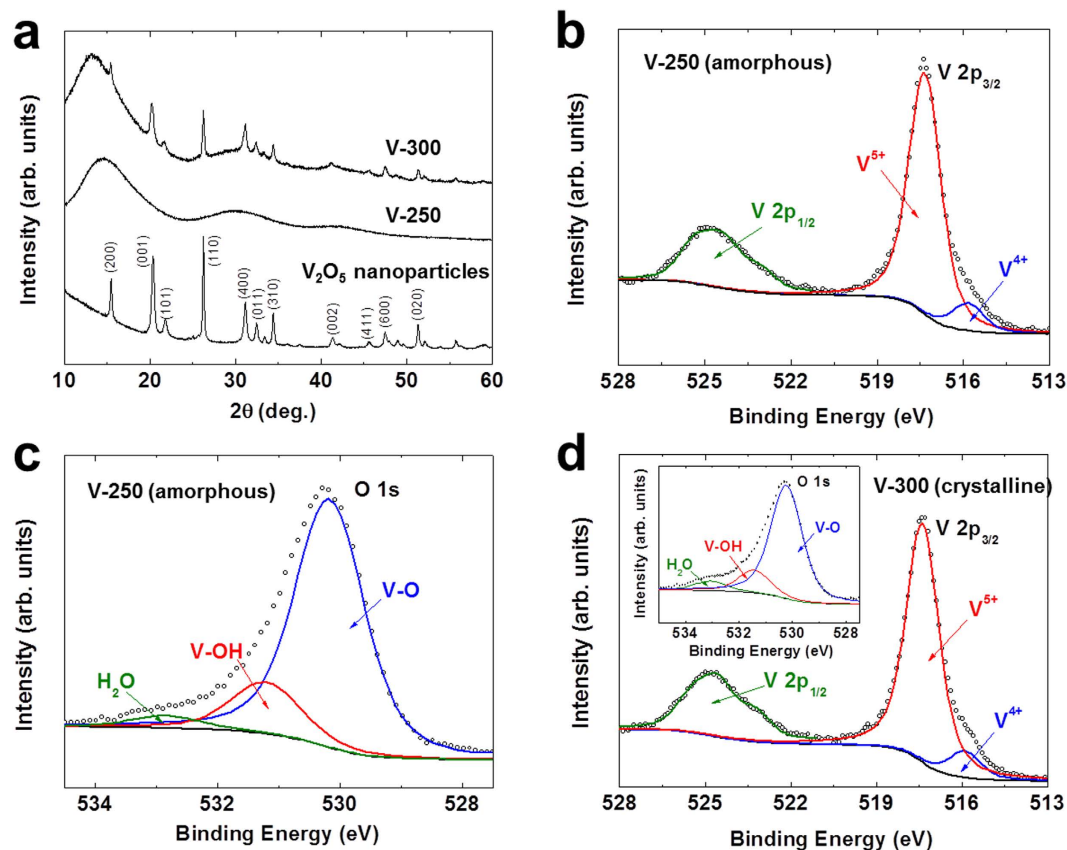 a
Intensity (arb. units)
V-300
V-250
V₂O₅ nanoparticles
(200)
(001)
(101)
(110)
(400)
(011)
(310)
(002)
(411)
(600)
(020)
10 20 30 40 50 60
2θ (deg.)
b
Intensity (arb. units)
V-250 (amorphous)
V 2p₃/₂
V⁵⁺
V 2p₁/₂
V⁴⁺
528 525 522 519 516 513
Binding Energy (eV)
c
Intensity (arb. units)
V-250 (amorphous)
O 1s
V-O
V-OH
H₂O
534 532 530 528
Binding Energy (eV)
d
Intensity (arb. units)
V-300 (crystalline)
V 2p₃/₂
V⁵⁺
V 2p₁/₂
V⁴⁺
Intensity (arb. units)
O 1s
V-O
V-OH
H₂O
534 531 530 528
Binding Energy (eV)
528 525 522 519 516 513
Binding Energy (eV)